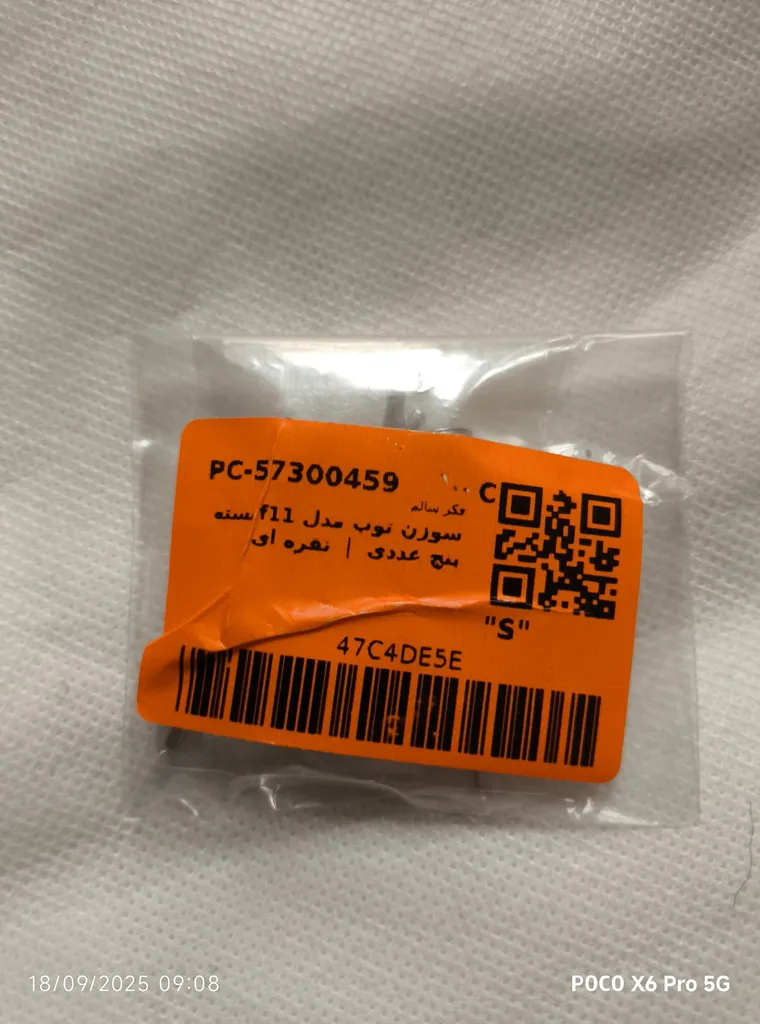 PC-57300459
C
فکر سالم
سوزن توپ مدل f11 بسته
پنج عددی | نقره ای
"S"
47C4DE5E
18/09/2025 09:08
POCO X6 Pro 5G